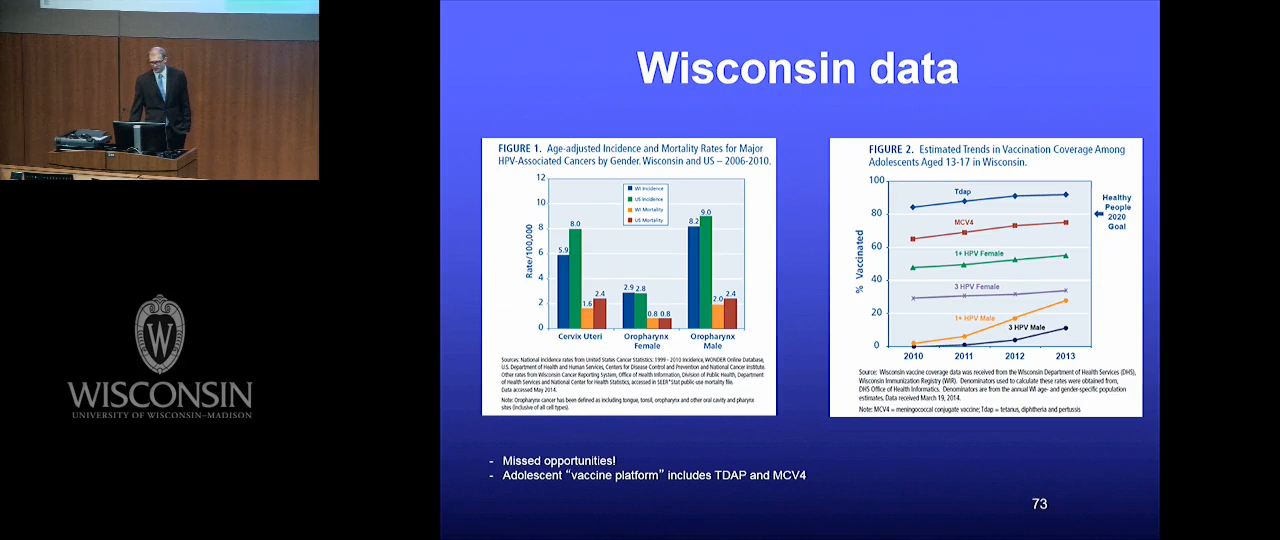 Wisconsin data
FIGURE 1. Age-adjusted Incidence and Mortality Rates for Major
HPV-Associated Cancers by Gender. Wisconsin and US – 2006-2010.
12
10
8
6
4
2
0
Rate/100,000
WI Incidence
US Incidence
WI Mortality
US Mortality
5.9
8.0
1.6
2.4
2.9
2.8
0.8
0.8
8.2
9.0
2.0
2.4
Cervix Uteri
Oropharynx
Female
Oropharynx
Male
Sources: National incidence rates from United States Cancer Statistics: 1999 - 2010 Incidence, WONDER Online Database,
U.S. Department of Health and Human Services, Centers for Disease Control and Prevention and National Cancer Institute.
Other rates from Wisconsin Cancer Reporting System, Office of Health Information, Division of Public Health, Department
of Health Services and National Center for Health Statistics, accessed in SEER*Stat public use mortality file.
Data accessed May 2014.
Note: Oropharynx cancer has been defined as including tongue, tonsil, oropharynx and other oral cavity and pharynx
sites (inclusive of all cell types).
FIGURE 2. Estimated Trends in Vaccination Coverage Among
Adolescents Aged 13-17 in Wisconsin.
100
80
60
40
20
0
% Vaccinated
Tdap
MCV4
1+ HPV Female
3 HPV Female
1+ HPV Male
3 HPV Male
2010
2011
2012
2013
Healthy
People
2020
Goal
Source: Wisconsin vaccine coverage data was received from the Wisconsin Department of Health Services (DHS),
Wisconsin Immunization Registry (WIR). Denominators used to calculate these rates were obtained from,
DHS Office of Health Informatics. Denominators are from the annual WI age- and gender-specific population
estimates. Data received March 19, 2014.
Note: MCV4 = meningococcal conjugate vaccine; Tdap = tetanus, diphtheria and pertussis
- Missed opportunities!
- Adolescent “vaccine platform” includes TDAP and MCV4
73
W
WISCONSIN
UNIVERSITY OF WISCONSIN–MADISON